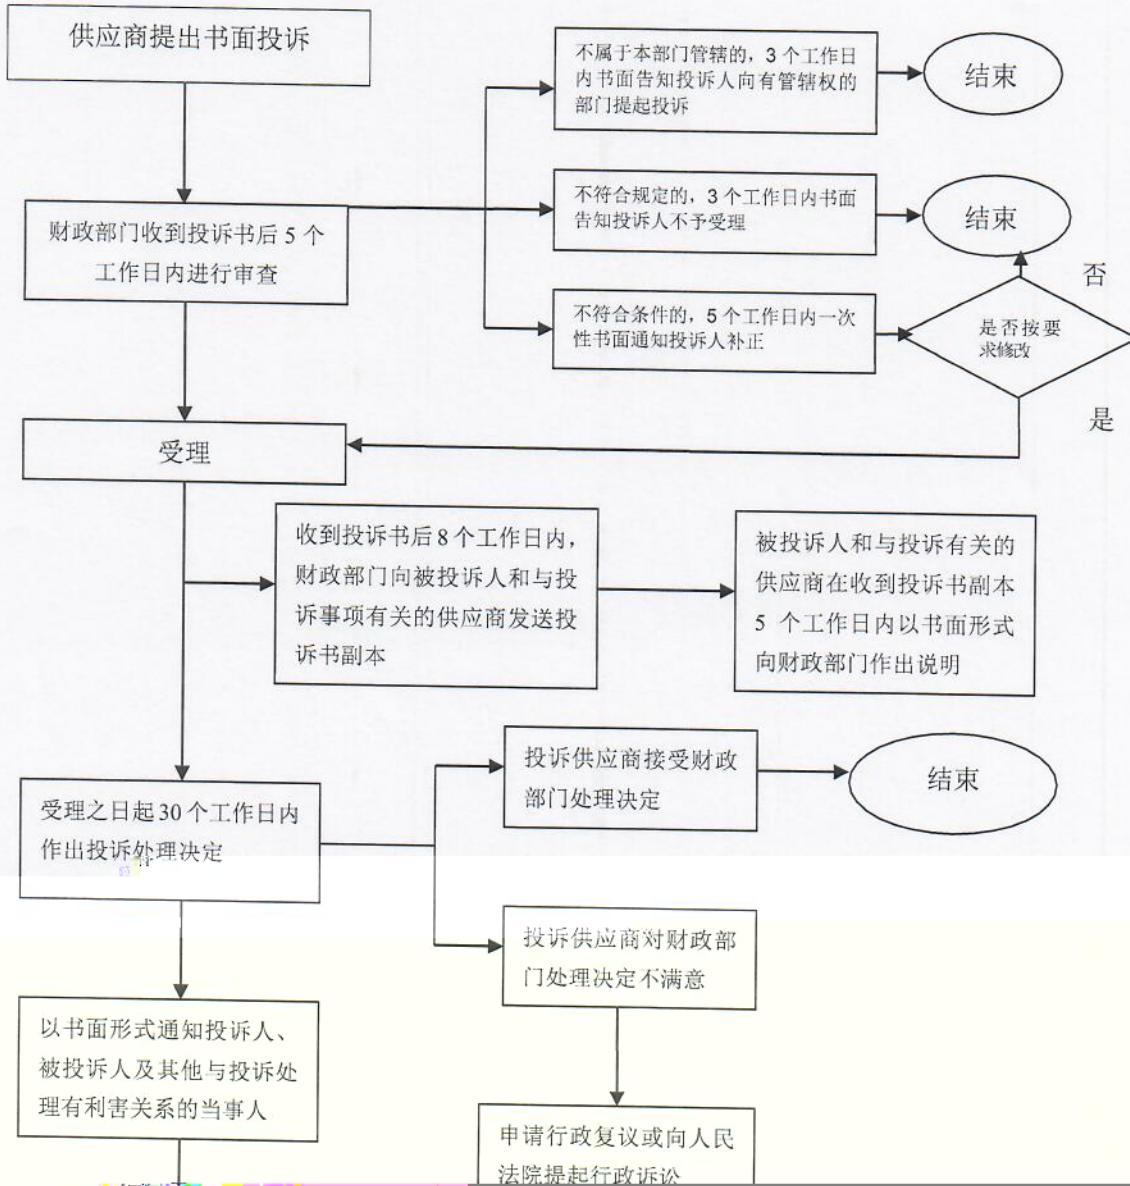 供应商提出书面投诉
不属于本部门管辖的，3 个工作日
内书面告知投诉人向有管辖权的
部门提起投诉
结束
财政部门收到投诉书后 5 个
工作日内进行审查
不符合规定的，3 个工作日内书面
告知投诉人不予受理
结束
不符合条件的，5 个工作日内一次
性书面通知投诉人补正
是否按要
求修改
否
是
受理
收到投诉书后 8 个工作日内，
财政部门向被投诉人和与投
诉事项有关的供应商发送投
诉书副本
被投诉人和与投诉有关的
供应商在收到投诉书副本
5 个工作日内以书面形式
向财政部门作出说明
受理之日起 30 个工作日内
作出投诉处理决定
投诉供应商接受财政
部门处理决定
结束
投诉供应商对财政部
门处理决定不满意
以书面形式通知投诉人、
被投诉人及其他与投诉处
理有利害关系的当事人
申请行政复议或向人民
法院提起行政诉讼